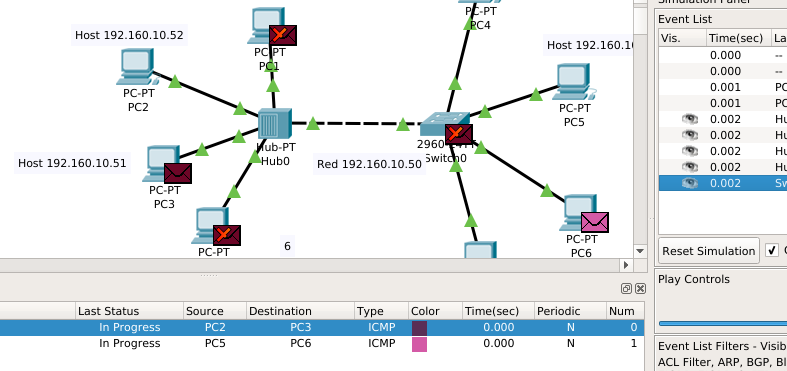 Simulation Panel
Event List
Vis. Time(sec) La
0.000 --
0.000 --
0.001 PC
0.001 PC
0.002 Hu
0.002 Hu
0.002 Hu
0.002 Hu
0.002 Sw
Reset Simulation
Play Controls
Event List Filters - Visib
ACL Filter, ARP, BGP, Bl
PC-PT
PC4
Host 192.160.10.52
PC-PT
PC1
Host 192.160.10
PC-PT
PC2
PC-PT
PC5
Hub-PT
Hub0
2960
Switch0
Host 192.160.10.51
Red 192.160.10.50
PC-PT
PC3
PC-PT
PC-PT
PC6
6
Last Status Source Destination Type Color Time(sec) Periodic Num
In Progress PC2 PC3 ICMP 0.000 N 0
In Progress PC5 PC6 ICMP 0.000 N 1